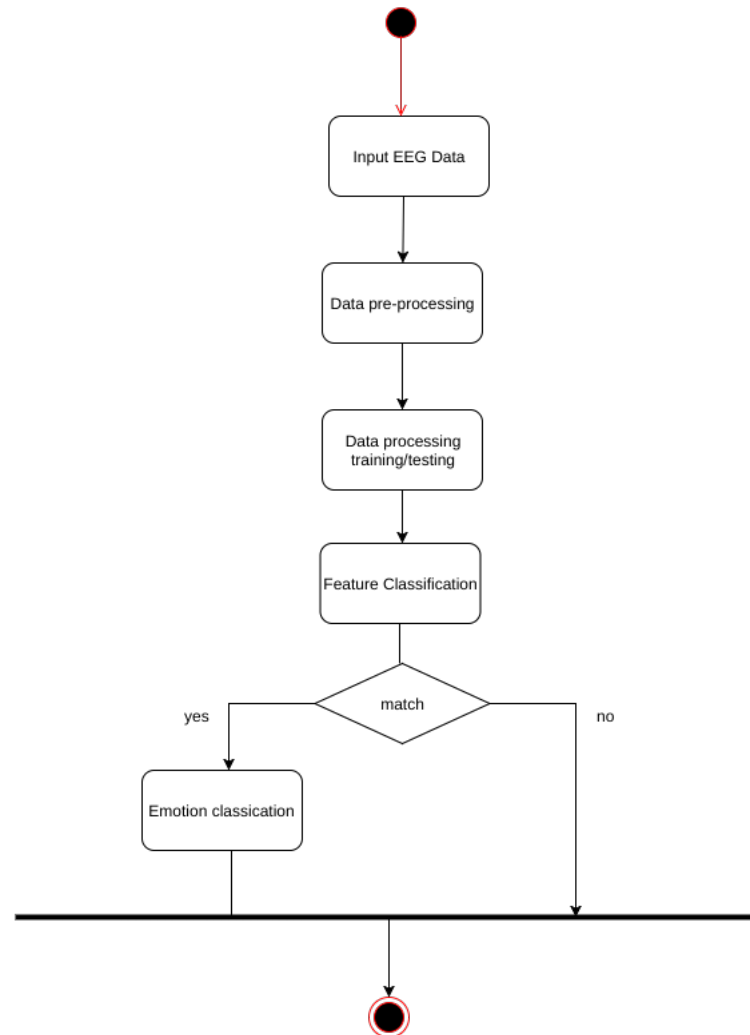 Input EEG Data
Data pre-processing
Data processing
training/testing
Feature Classification
match
yes
no
Emotion classication